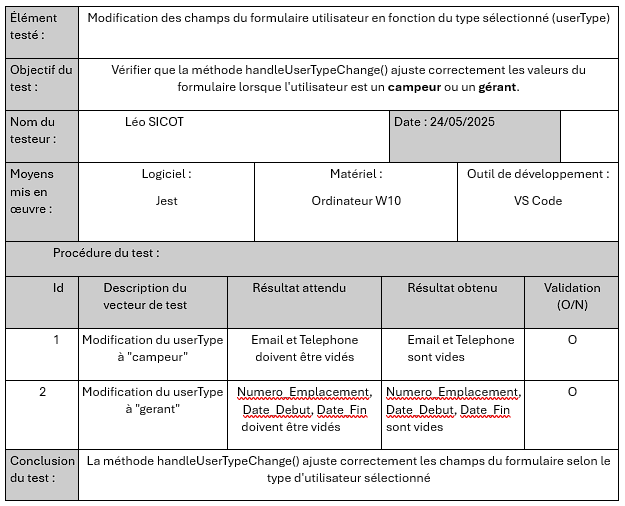 Élément
testé :
Modification des champs du formulaire utilisateur en fonction du type sélectionné (userType)
Objectif du
test :
Vérifier que la méthode handleUserTypeChange() ajuste correctement les valeurs du
formulaire lorsque l'utilisateur est un campeur ou un gérant.
Nom du
testeur :
Léo SICOT
Date : 24/05/2025
Moyens
mis en
œuvre :
Logiciel :
Jest
Matériel :
Ordinateur W10
Outil de développement :
VS Code
Procédure du test :
Id
Description du
vecteur de test
Résultat attendu
Résultat obtenu
Validation
(O/N)
1
Modification du userType
à "campeur"
Email et Telephone
doivent être vidés
Email et Telephone
sont vides
O
2
Modification du userType
à "gerant"
Numero_Emplacement,
Date_Debut, Date_Fin
doivent être vidés
Numero_Emplacement,
Date_Debut, Date_Fin
sont vides
O
Conclusion
du test :
La méthode handleUserTypeChange() ajuste correctement les champs du formulaire selon le
type d'utilisateur sélectionné